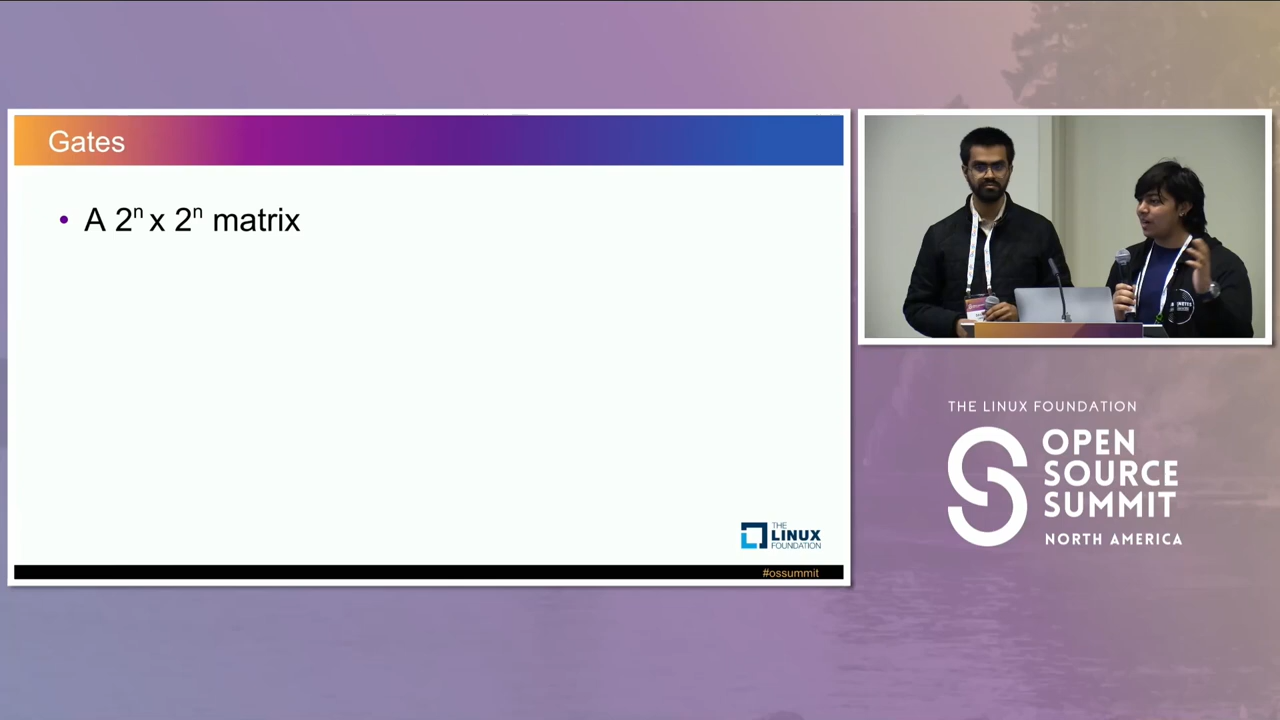 Gates
• A 2ⁿ x 2ⁿ matrix
THE
LINUX
FOUNDATION
#ossummit
THE LINUX FOUNDATION
OPEN
SOURCE
SUMMIT
NORTH AMERICA